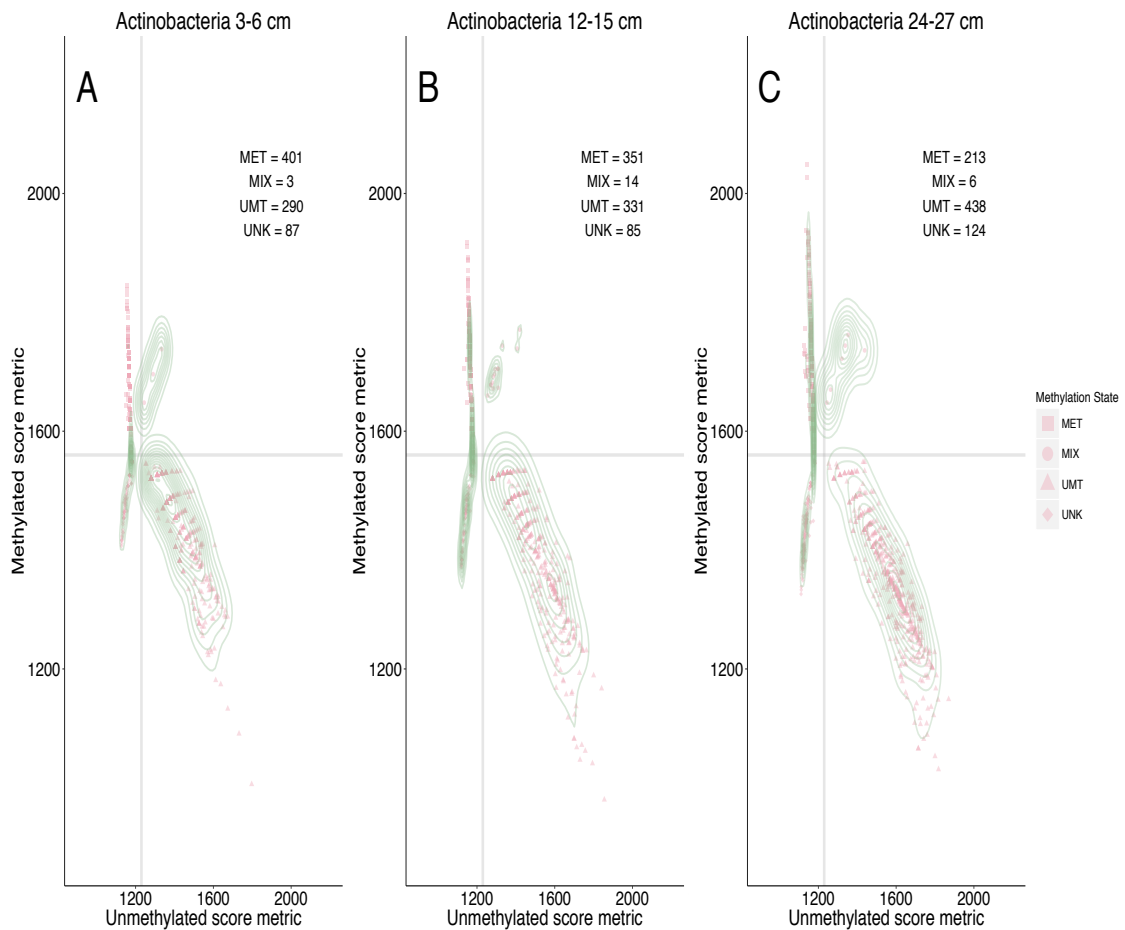 Actinobacteria 3-6 cm
Actinobacteria 12-15 cm
Actinobacteria 24-27 cm
A
MET = 401
MIX = 3
UMT = 290
UNK = 87
2000
1600
1200
Methylated score metric
1200 1600 2000
Unmethylated score metric
B
MET = 351
MIX = 14
UMT = 331
UNK = 85
2000
1600
1200
Methylated score metric
1200 1600 2000
Unmethylated score metric
C
MET = 213
MIX = 6
UMT = 438
UNK = 124
2000
1600
1200
Methylated score metric
1200 1600 2000
Unmethylated score metric
Methylation State
MET
MIX
UMT
UNK